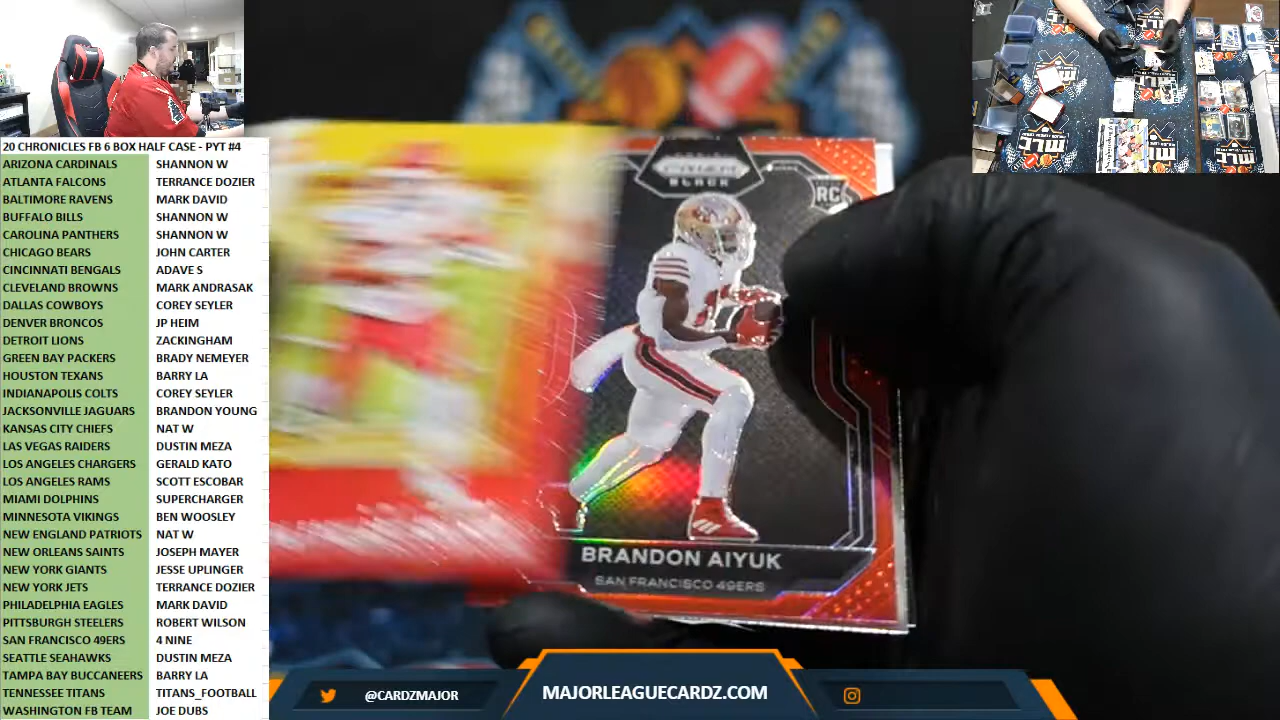 20 CHRONICLES FB 6 BOX HALF CASE - PYT #4
ARIZONA CARDINALS SHANNON W
ATLANTA FALCONS TERRANCE DOZIER
BALTIMORE RAVENS MARK DAVID
BUFFALO BILLS SHANNON W
CAROLINA PANTHERS SHANNON W
CHICAGO BEARS JOHN CARTER
CINCINNATI BENGALS ADAVE S
CLEVELAND BROWNS MARK ANDRASAK
DALLAS COWBOYS COREY SEYLER
DENVER BRONCOS JP HEIM
DETROIT LIONS ZACKINGHAM
GREEN BAY PACKERS BRADY NEMEYER
HOUSTON TEXANS BARRY LA
INDIANAPOLIS COLTS COREY SEYLER
JACKSONVILLE JAGUARS BRANDON YOUNG
KANSAS CITY CHIEFS NAT W
LAS VEGAS RAIDERS DUSTIN MEZA
LOS ANGELES CHARGERS GERALD KATO
LOS ANGELES RAMS SCOTT ESCOBAR
MIAMI DOLPHINS SUPERCHARGER
MINNESOTA VIKINGS BEN WOOSLEY
NEW ENGLAND PATRIOTS NAT W
NEW ORLEANS SAINTS JOSEPH MAYER
NEW YORK GIANTS JESSE UPLINGER
NEW YORK JETS TERRANCE DOZIER
PHILADELPHIA EAGLES MARK DAVID
PITTSBURGH STEELERS ROBERT WILSON
SAN FRANCISCO 49ERS 4 NINE
SEATTLE SEAHAWKS DUSTIN MEZA
TAMPA BAY BUCCANEERS BARRY LA
TENNESSEE TITANS TITANS_FOOTBALL
WASHINGTON FB TEAM JOE DUBS
PRIZM
BLACK
RC
BRANDON AIYUK
SAN FRANCISCO 49ERS
@CARDZMAJOR
MAJORLEAGUECARDZ.COM
MLC